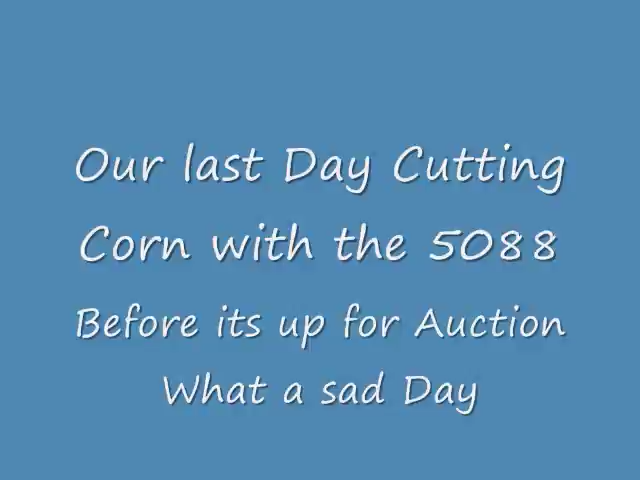 Our last Day Cutting
Corn with the 5088
Before its up for Auction
What a sad Day